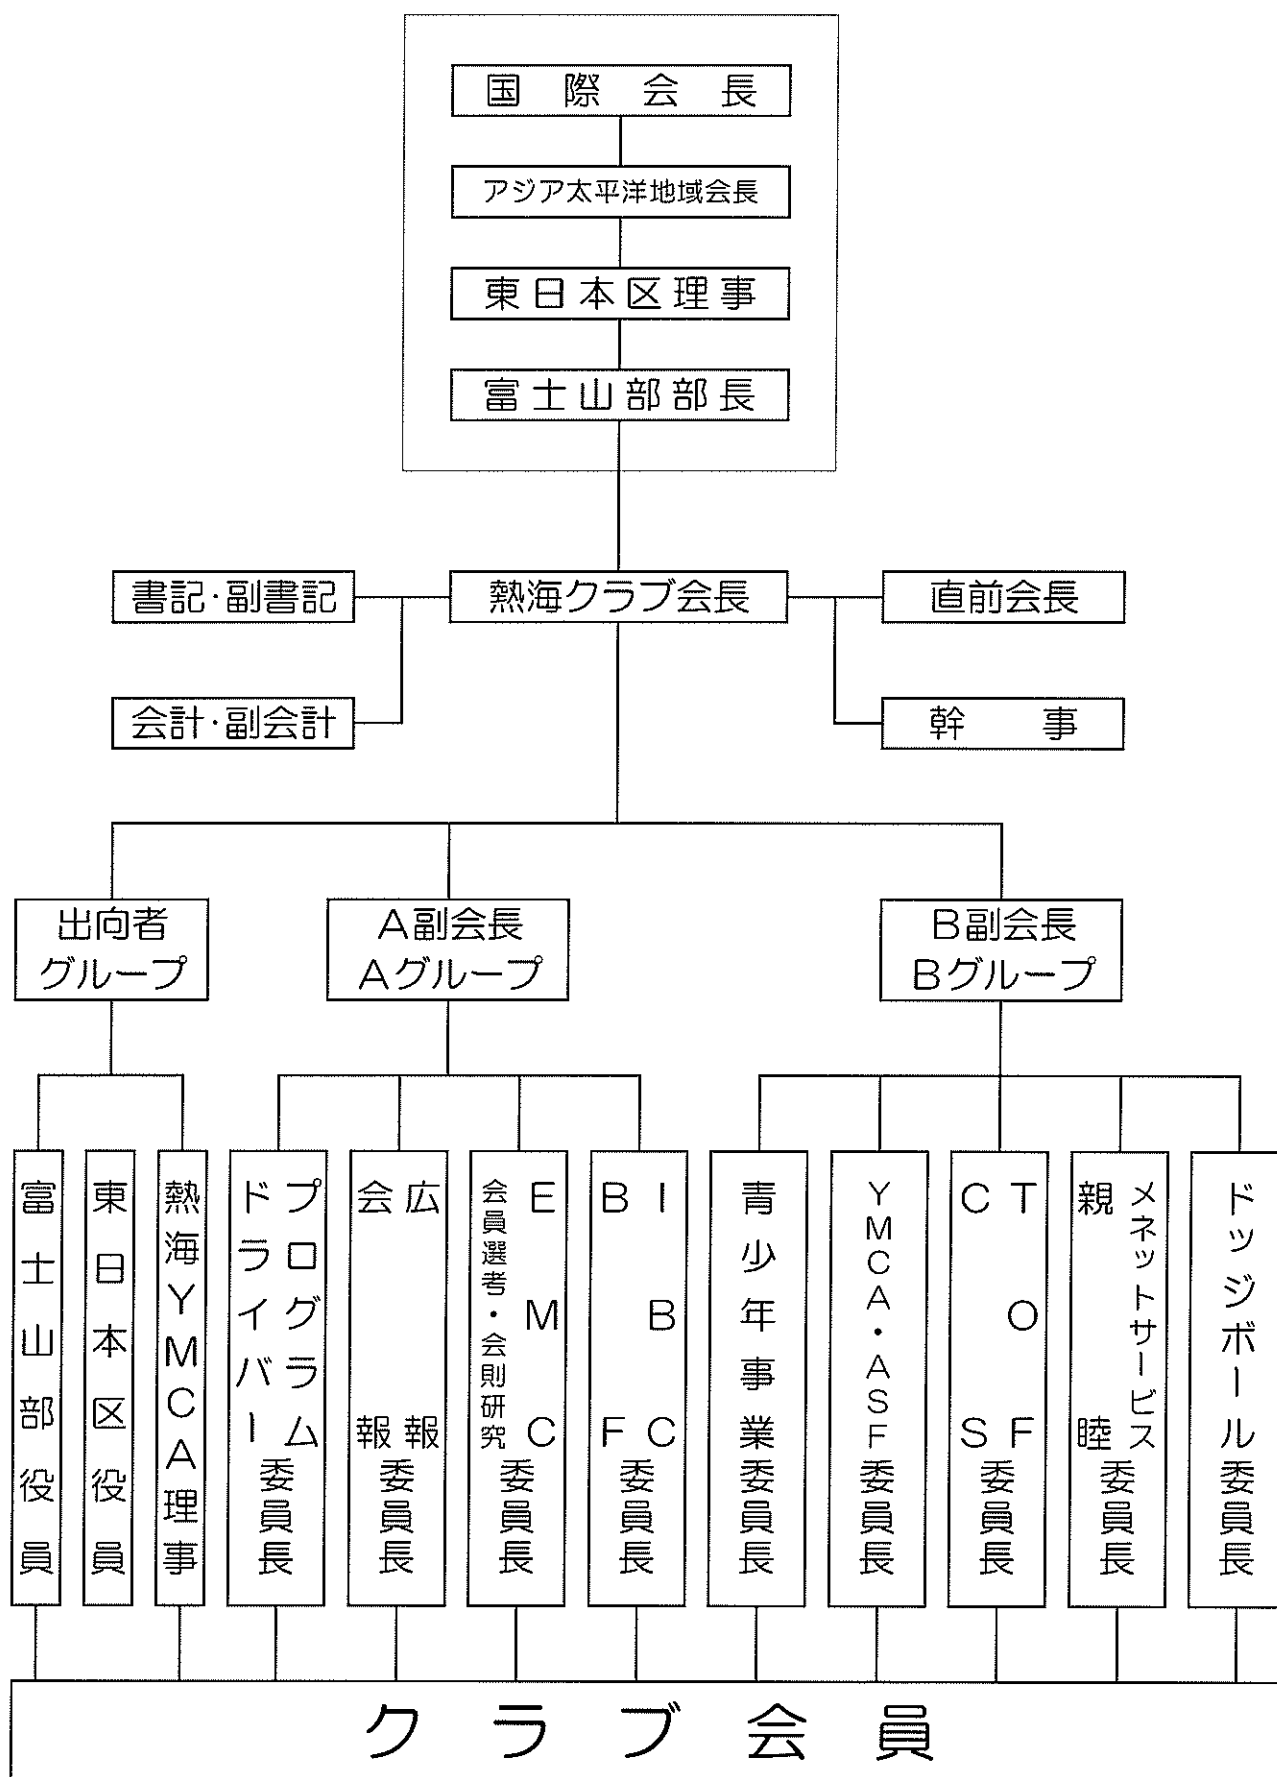 国際会長
アジア太平洋地域会長
東日本区理事
富士山部部長
書記・副書記
熱海クラブ会長
直前会長
会計・副会計
幹事
出向者
グループ
A副会長
Aグループ
B副会長
Bグループ
富士山部役員
東日本区役員
熱海YMCA理事
プログラム
ドライバー
委員長
広報
会報
委員長
EMC
会員選考・会則研究
委員長
IBC
BF
委員長
青少年事業委員長
YMCA・ASF
委員長
TOF
CS
委員長
メネットサービス
親睦
委員長
ドッジボール委員長
クラブ会員